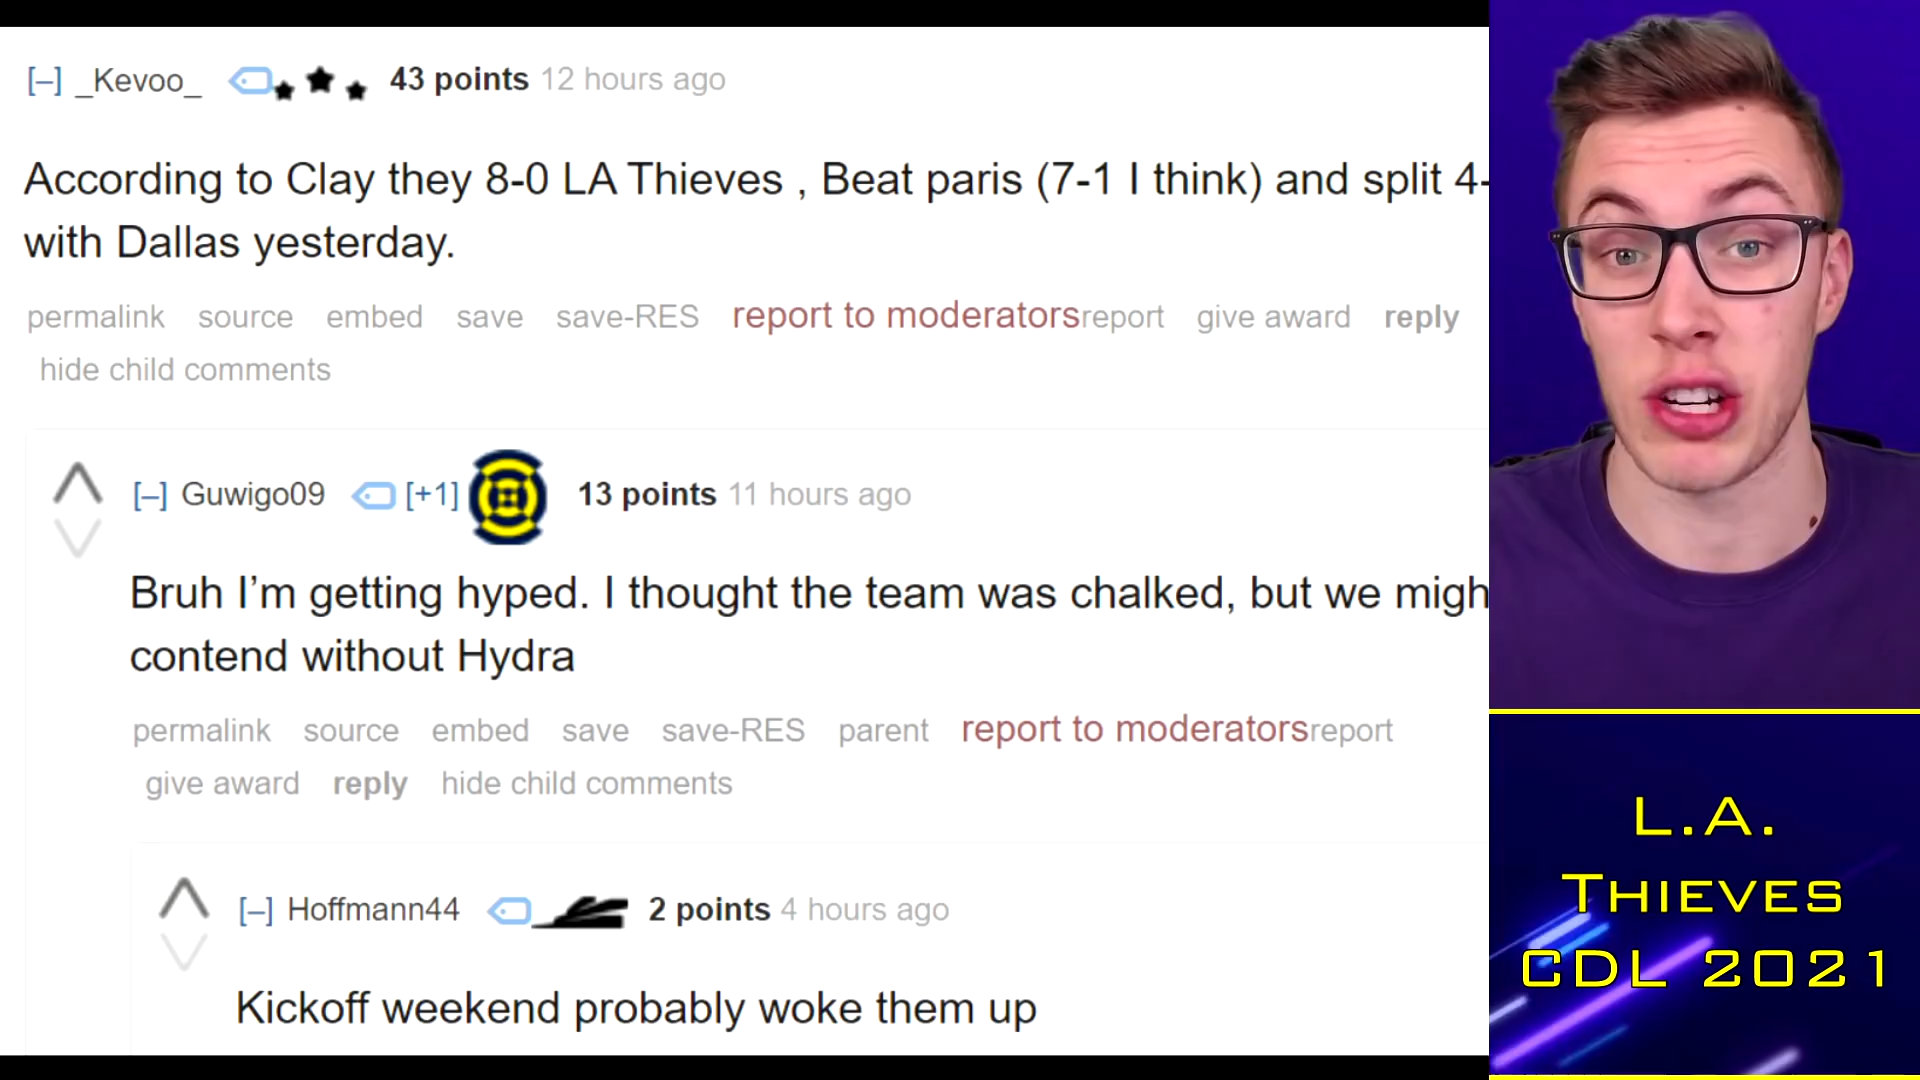 [–] _Kevoo_ 43 points 12 hours ago
According to Clay they 8-0 LA Thieves , Beat paris (7-1 I think) and split 4-
with Dallas yesterday.
permalink source embed save save-RES report to moderatorsreport give award reply
hide child comments
[–] Guwigo09 [+1] 13 points 11 hours ago
Bruh I’m getting hyped. I thought the team was chalked, but we migh
contend without Hydra
permalink source embed save save-RES parent report to moderatorsreport
give award reply hide child comments
[–] Hoffmann44 2 points 4 hours ago
Kickoff weekend probably woke them up
L.A.
THIEVES
CDL 2021